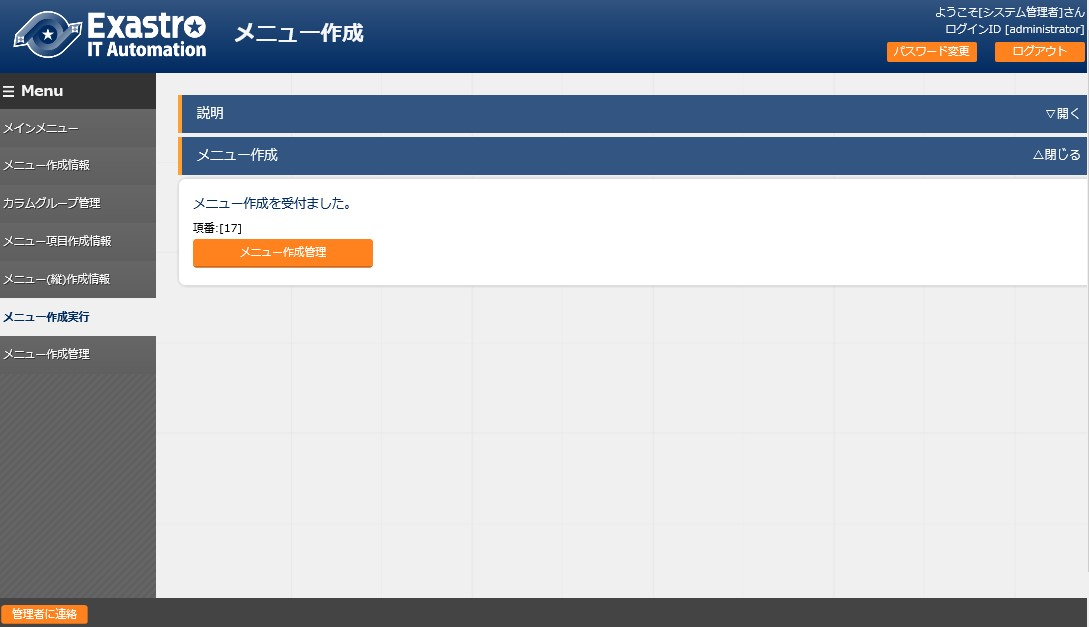 Exastro
IT Automation
メニュー作成
ようこそ[システム管理者]さん
ログインID [administrator]
パスワード変更
ログアウト
Menu
メインメニュー
メニュー作成情報
カラムグループ管理
メニュー項目作成情報
メニュー(縦)作成情報
メニュー作成実行
メニュー作成管理
説明
▽開く
メニュー作成
△閉じる
メニュー作成を受付ました。
項番:[17]
メニュー作成管理
管理者に連絡